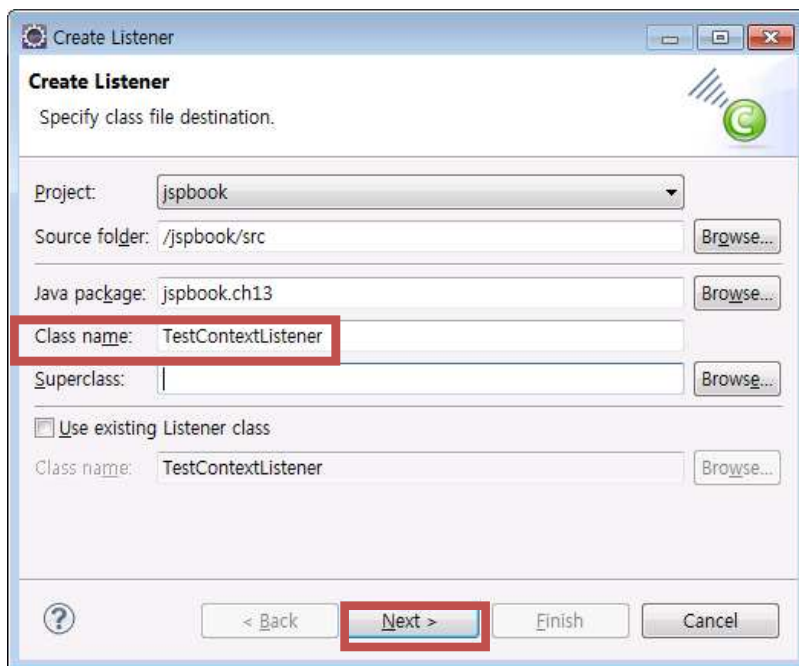 Create Listener
Create Listener
Specify class file destination.
Project: jspbook
Source folder: /jspbook/src Browse...
Java package: jspbook.ch13 Browse...
Class name: TestContextListener
Superclass: Browse...
Use existing Listener class
Class name: TestContextListener Browse...
? < Back Next > Finish Cancel